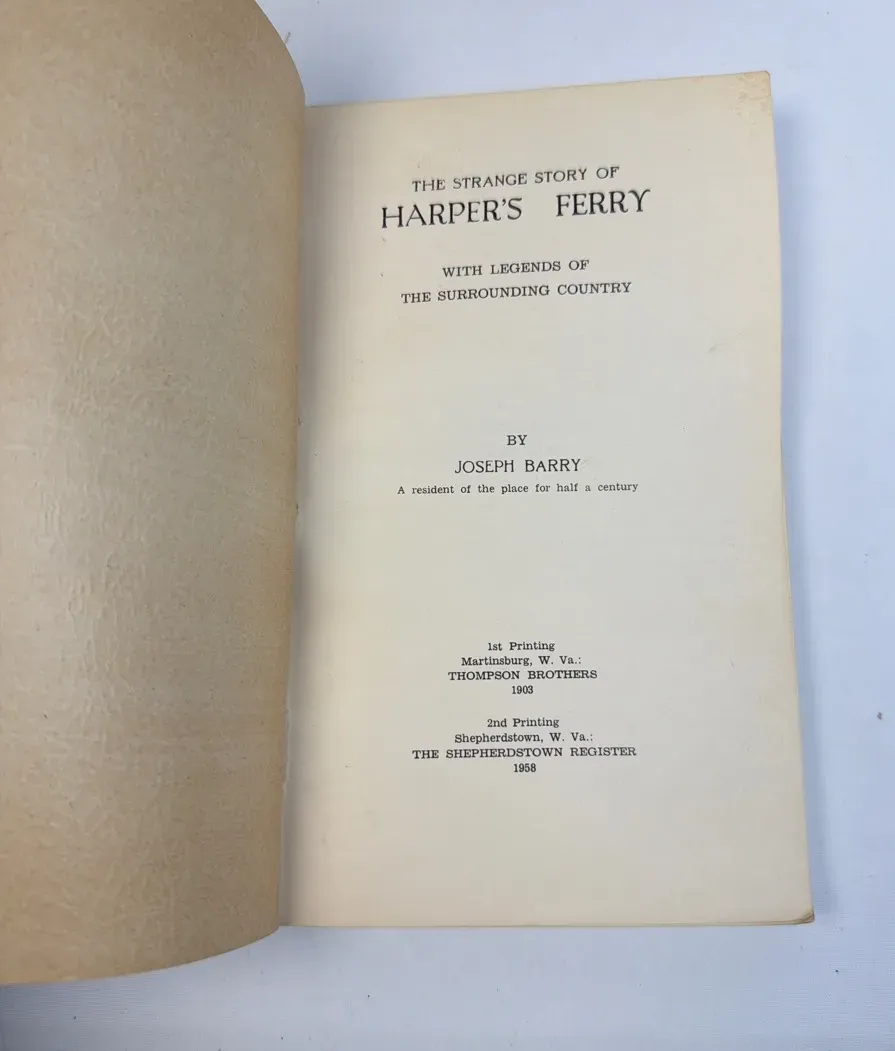 THE STRANGE STORY OF
HARPER'S FERRY
WITH LEGENDS OF
THE SURROUNDING COUNTRY
BY
JOSEPH BARRY
A resident of the place for half a century
1st Printing
Martinsburg, W. Va.:
THOMPSON BROTHERS
1903
2nd Printing
Shepherdstown, W. Va.:
THE SHEPHERDSTOWN REGISTER
1958